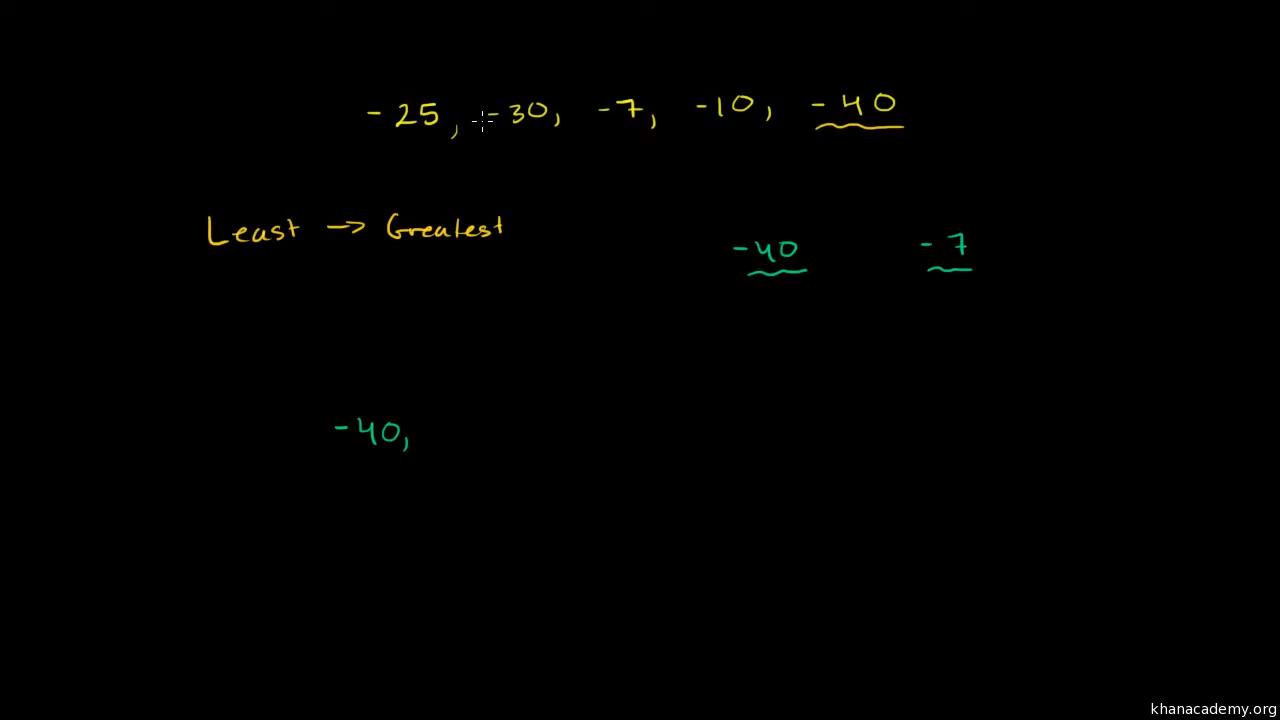 -25, -30, -7, -10, -40
Least → Greatest
-40 -7
-40,
khanacademy.org